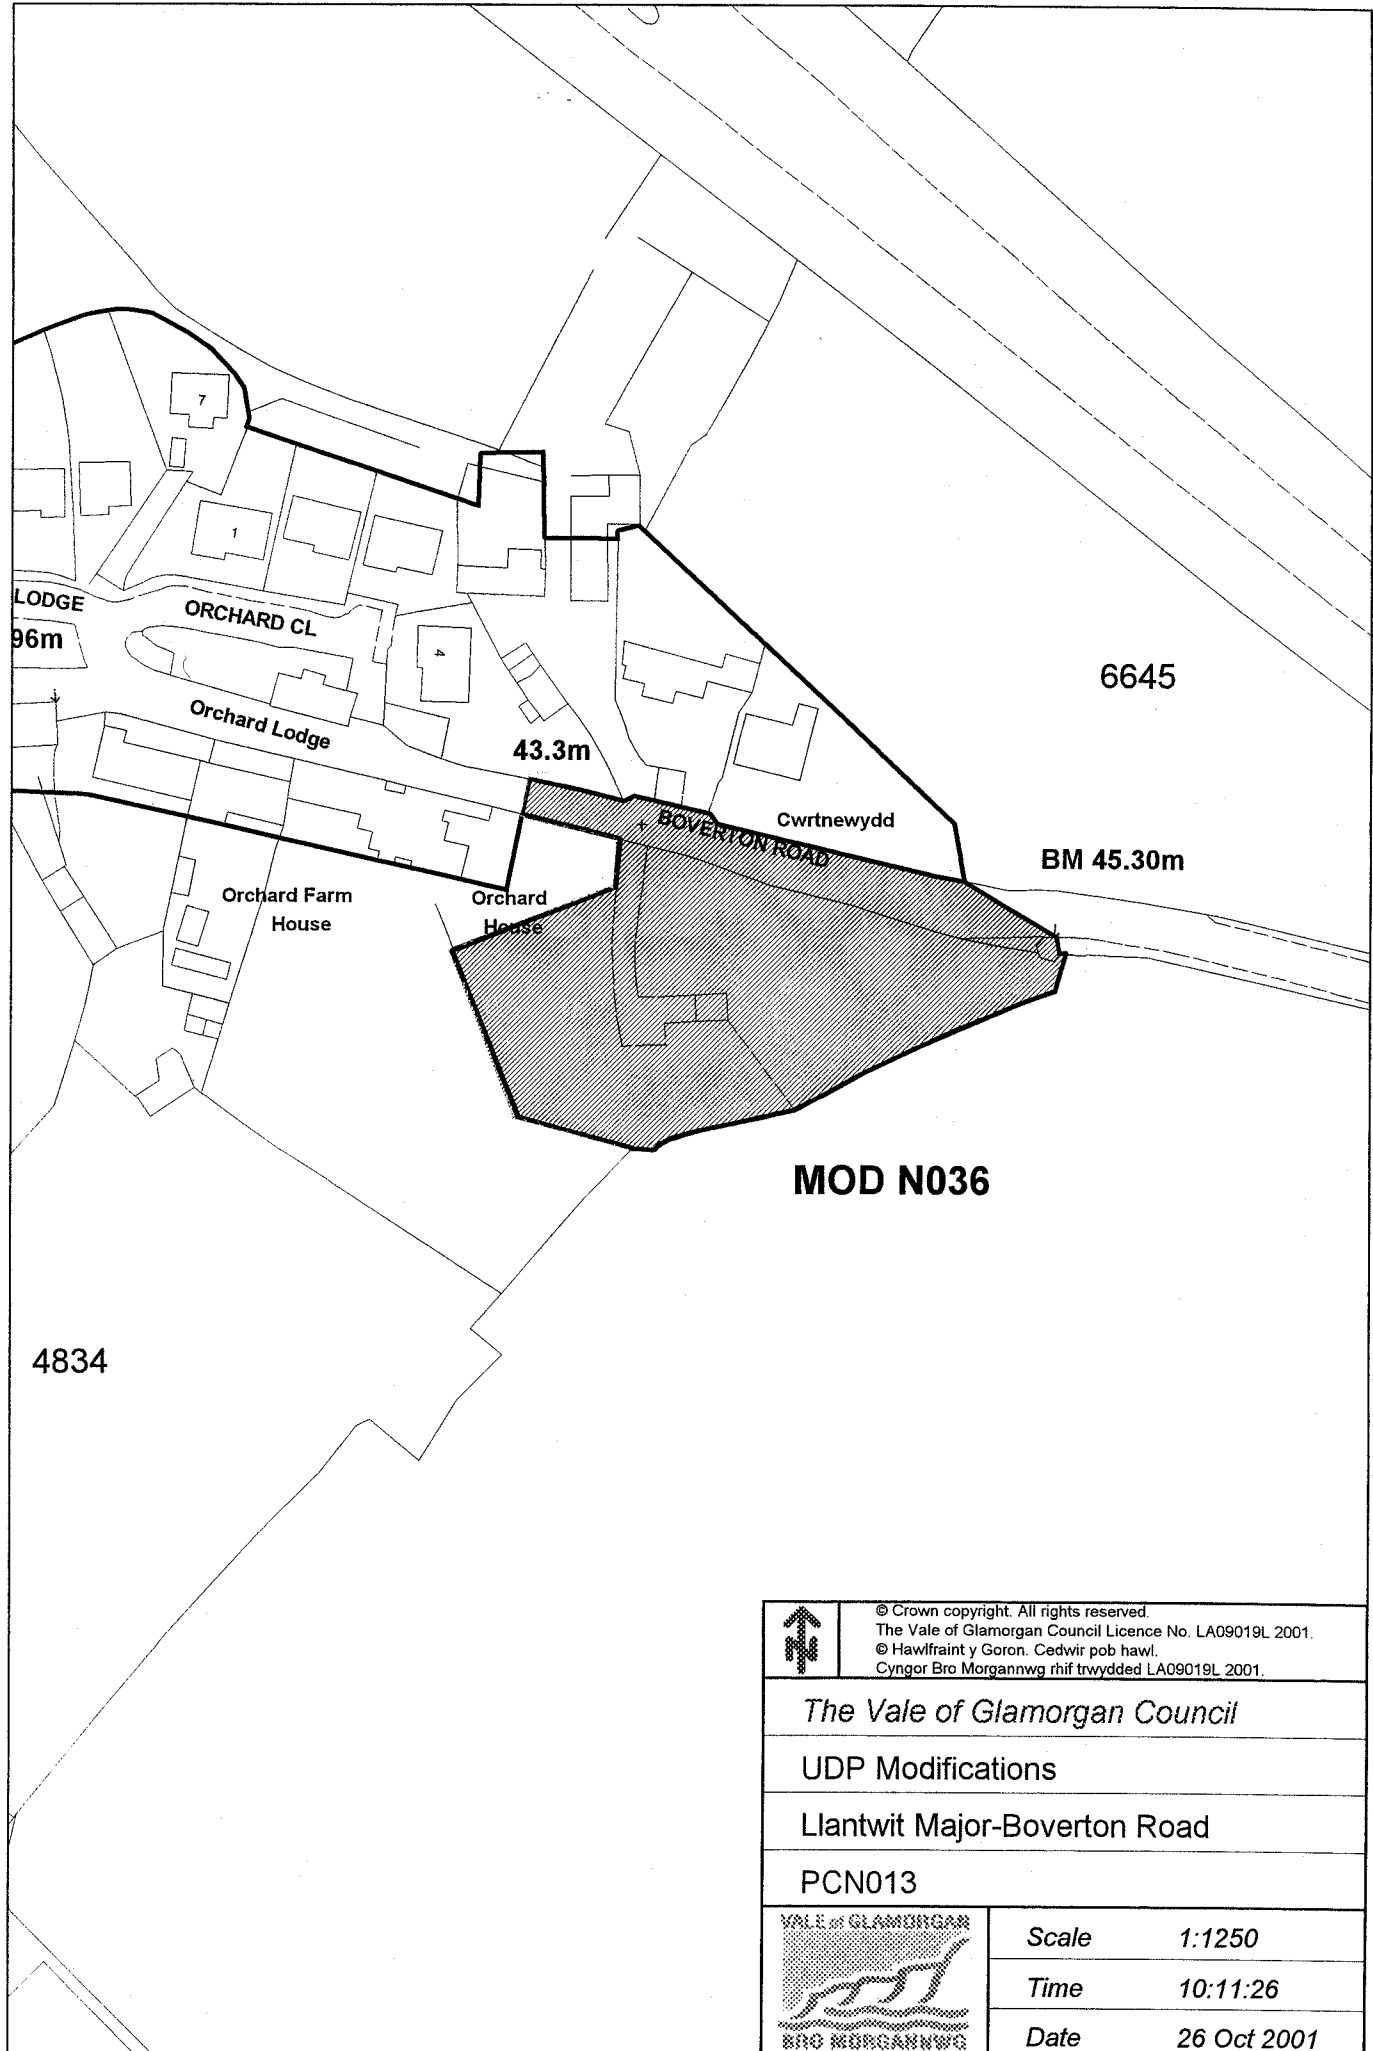 7
1
LODGE
ORCHARD CL
96m
4
6645
Orchard Lodge
43.3m
BOVERTON ROAD
Cwrtnewydd
BM 45.30m
Orchard Farm
House
Orchard
House
MOD N036
4834
N
© Crown copyright. All rights reserved.
The Vale of Glamorgan Council Licence No. LA09019L 2001.
© Hawlfraint y Goron. Cedwir pob hawl.
Cyngor Bro Morgannwg rhif trwydded LA09019L 2001.
The Vale of Glamorgan Council
UDP Modifications
Llantwit Major-Boverton Road
PCN013
VALE of GLAMORGAN
BRO MORGANNWG
Scale 1:1250
Time 10:11:26
Date 26 Oct 2001